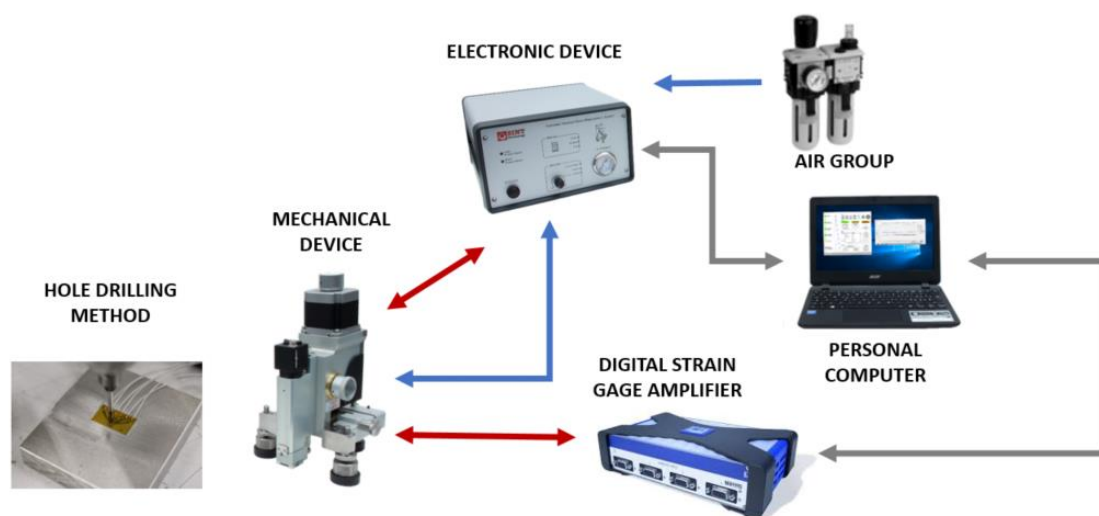 ELECTRONIC DEVICE
AIR GROUP
MECHANICAL
DEVICE
HOLE DRILLING
METHOD
DIGITAL STRAIN
GAGE AMPLIFIER
PERSONAL
COMPUTER